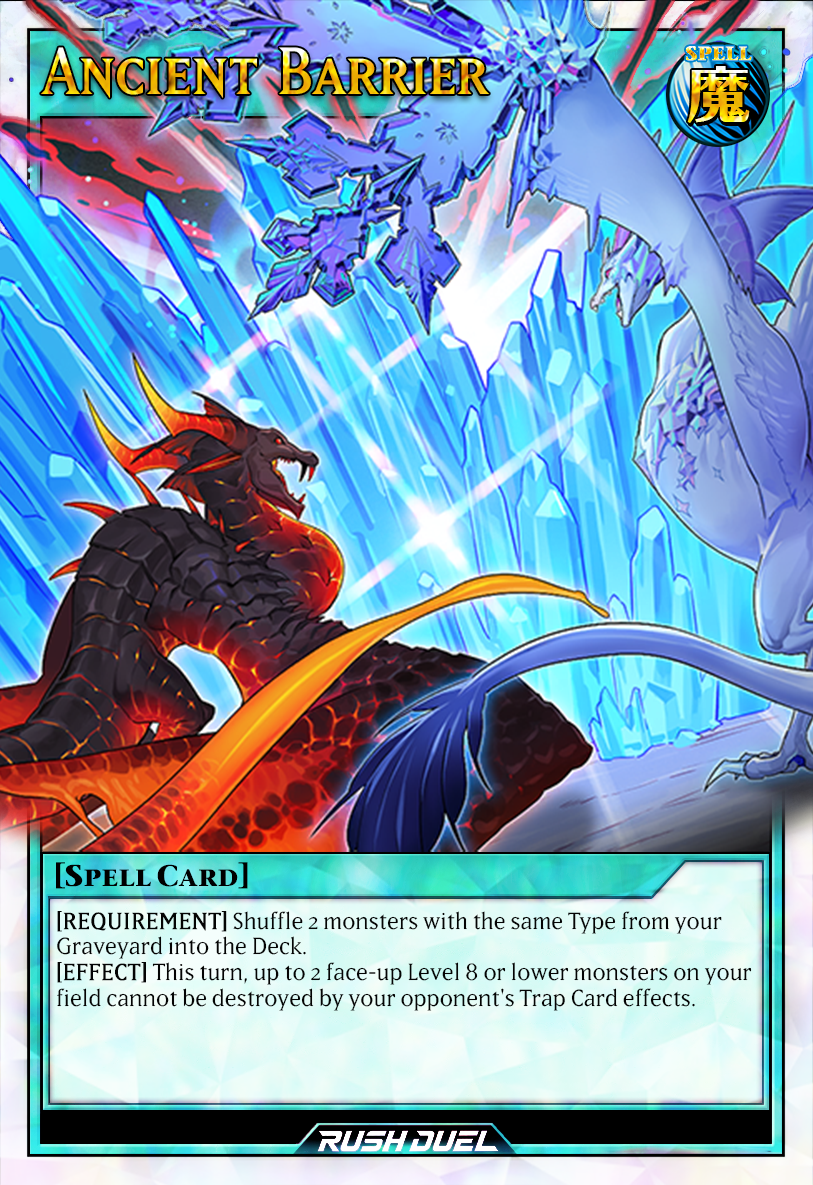 Ancient Barrier
SPELL
魔
[Spell Card]
[REQUIREMENT] Shuffle 2 monsters with the same Type from your
Graveyard into the Deck.
[EFFECT] This turn, up to 2 face-up Level 8 or lower monsters on your
field cannot be destroyed by your opponent's Trap Card effects.
RUSH DUEL